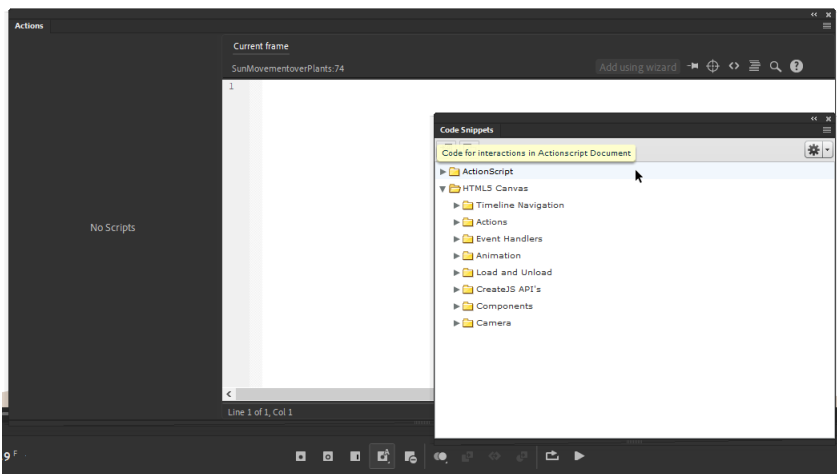 Actions
Current frame
SunMovementoverPlants:74
Add using wizard
1
No Scripts
Line 1 of 1, Col 1
Code Snippets
Code for interactions in Actionscript Document
ActionScript
HTML5 Canvas
Timeline Navigation
Actions
Event Handlers
Animation
Load and Unload
CreateJS API's
Components
Camera
9 F